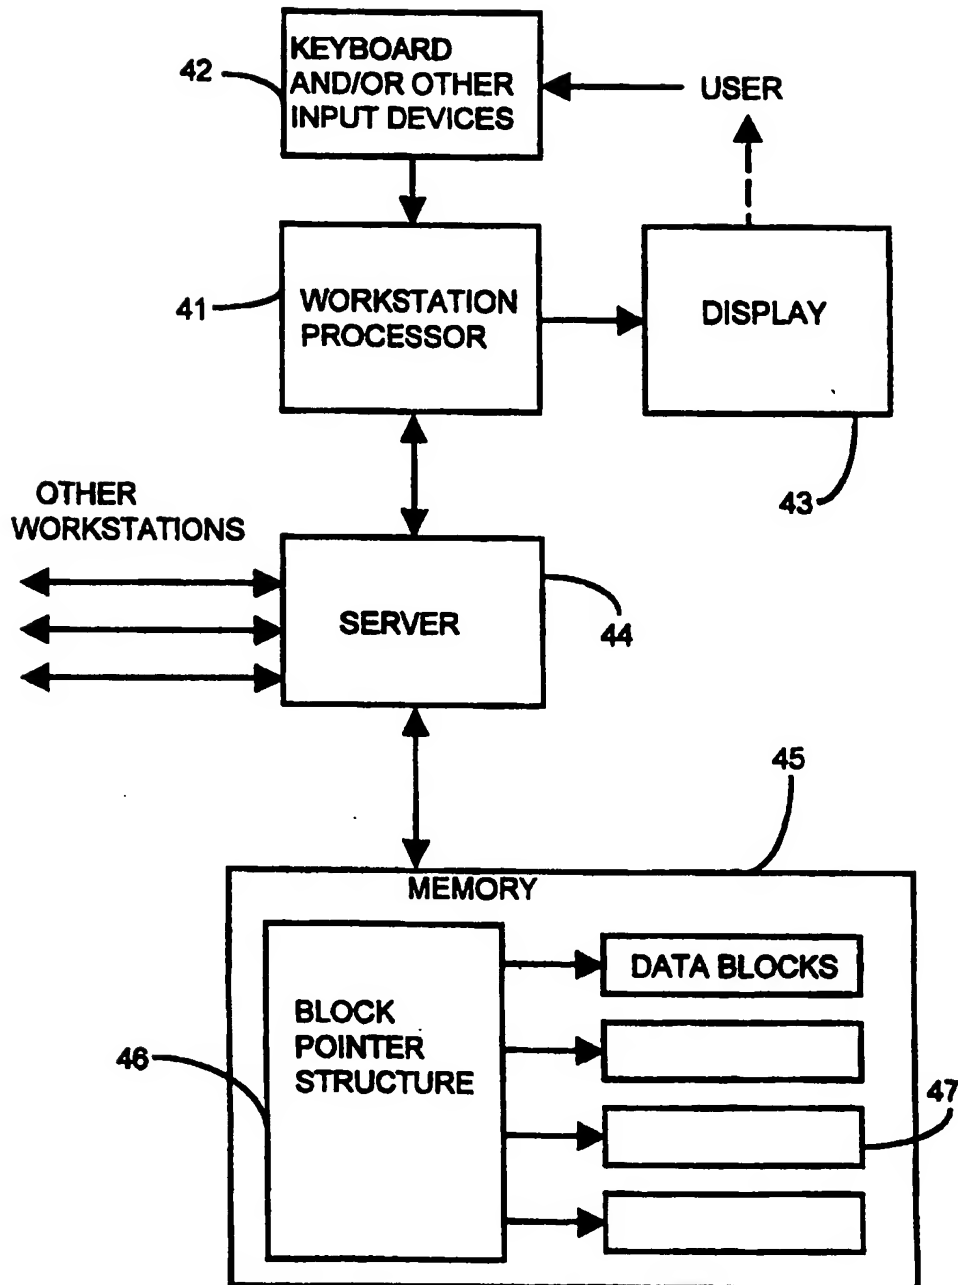 42
KEYBOARD
AND/OR OTHER
INPUT DEVICES
USER
41
WORKSTATION
PROCESSOR
DISPLAY
43
OTHER
WORKSTATIONS
SERVER
44
45
MEMORY
46
BLOCK
POINTER
STRUCTURE
DATA BLOCKS
47